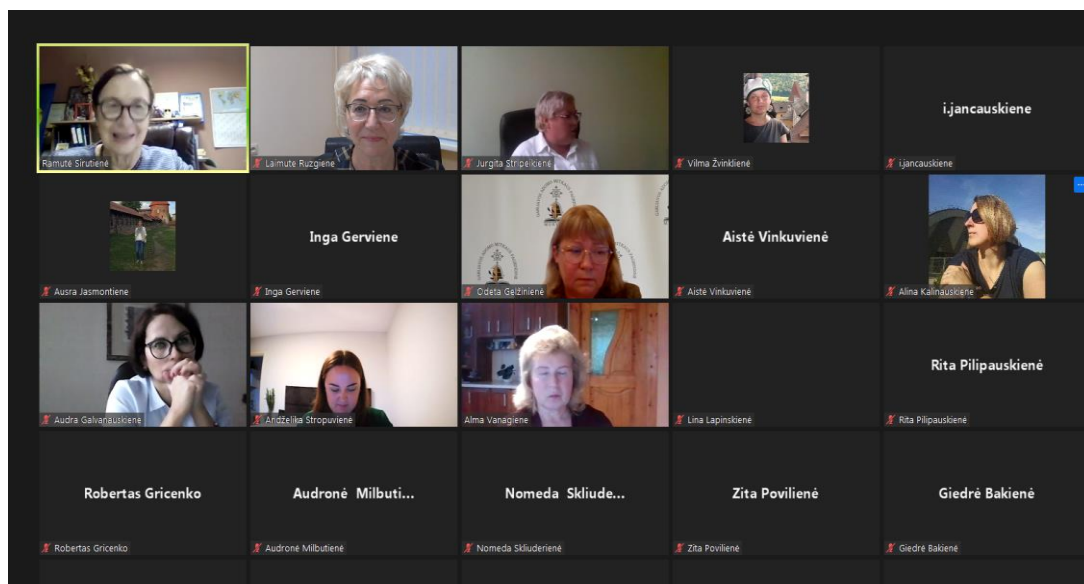 Ramutė Sirutienė
Laimute Ruzgiene
Jurgita Stripeikienė
Vilma Žvinklienė
i.jancauskiene
i.jancauskiene
Ausra Jasmontiene
Inga Gerviene
Inga Gerviene
Odeta Gelžinienė
Aistė Vinkuvienė
Aistė Vinkuvienė
Alina Kalinauskienė
Audra Galvanauskienė
Andželika Stropuvienė
Alma Vanagienė
Lina Lapinskienė
Rita Pilipauskienė
Rita Pilipauskienė
Robertas Gricenko
Robertas Gricenko
Audronė Milbuti...
Audronė Milbutienė
Nomeda Skliude...
Nomeda Skliuderienė
Zita Povilienė
Zita Povilienė
Giedrė Bakienė
Giedrė Bakienė